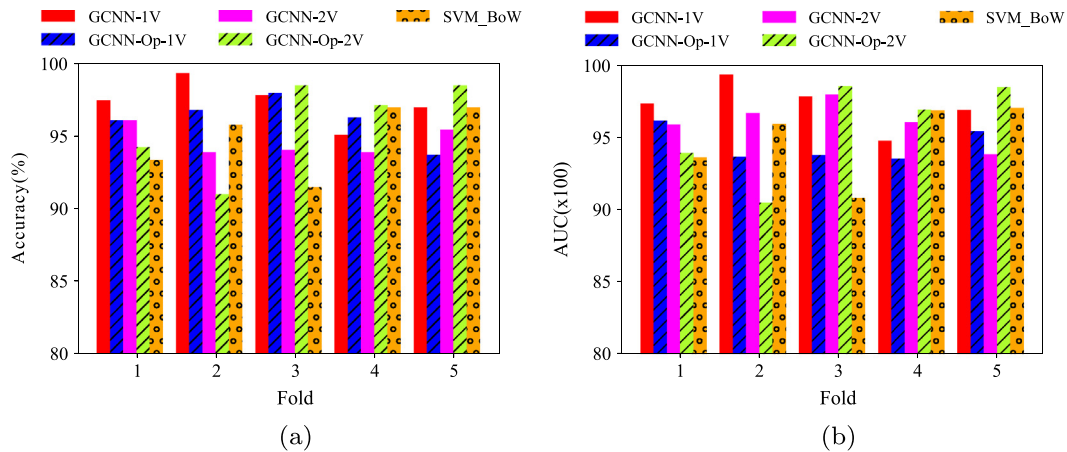 GCNN-1V GCNN-2V SVM_BoW
GCNN-Op-1V GCNN-Op-2V
100
95
90
85
80
Accuracy(%)
1 2 3 4 5
Fold
(a)
GCNN-1V GCNN-2V SVM_BoW
GCNN-Op-1V GCNN-Op-2V
100
95
90
85
80
AUC(x100)
1 2 3 4 5
Fold
(b)